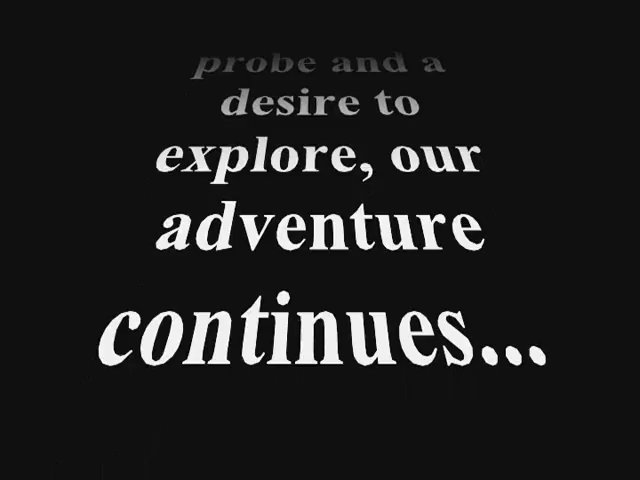 probe and a
desire to
explore, our
adventure
continues...